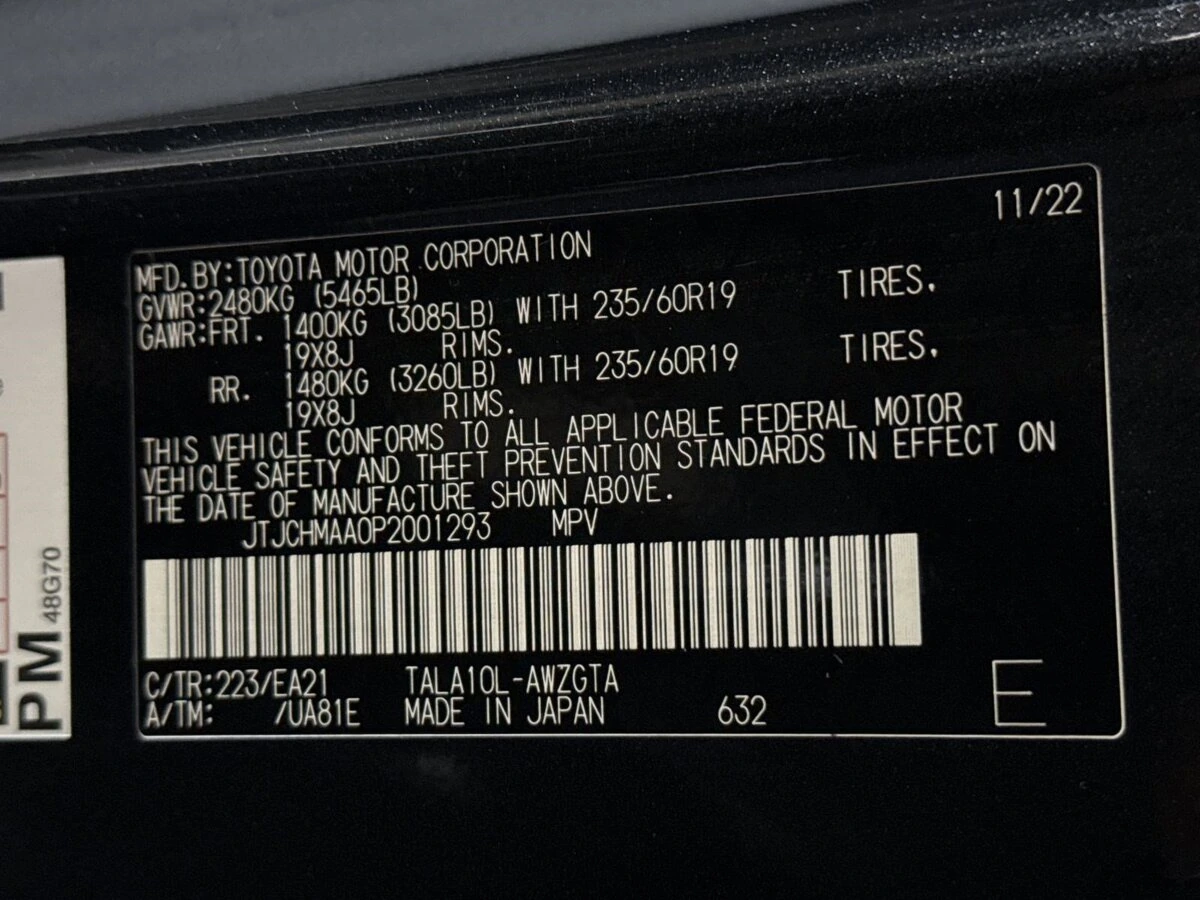 11/22
MFD.BY:TOYOTA MOTOR CORPORATION
GVWR:2480KG (5465LB)
GAWR:FRT. 1400KG (3085LB) WITH 235/60R19 TIRES.
19X8J RIMS.
RR. 1480KG (3260LB) WITH 235/60R19 TIRES.
19X8J RIMS.
THIS VEHICLE CONFORMS TO ALL APPLICABLE FEDERAL MOTOR
VEHICLE SAFETY AND THEFT PREVENTION STANDARDS IN EFFECT ON
THE DATE OF MANUFACTURE SHOWN ABOVE.
JTJCHMAA0P2001293 MPV
C/TR:223/EA21 TALA10L-AWZGTA
A/TM: /UA81E MADE IN JAPAN 632
E
PM 48G70